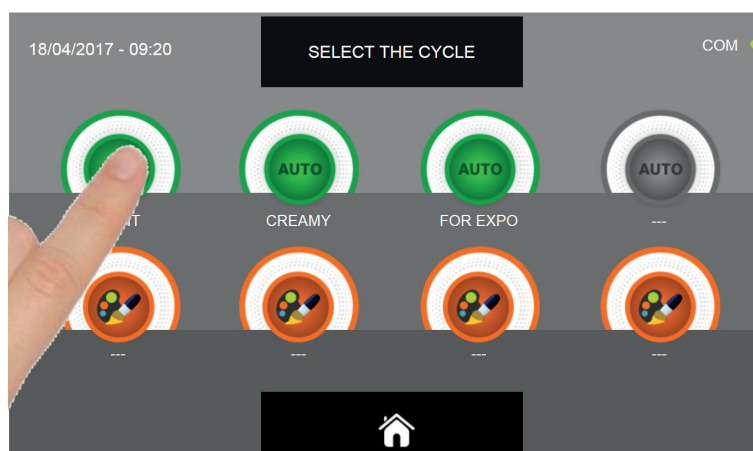 18/04/2017 - 09:20
SELECT THE CYCLE
COM
AUTO
AUTO
AUTO
CREAMY
FOR EXPO
---
---
---
---
---